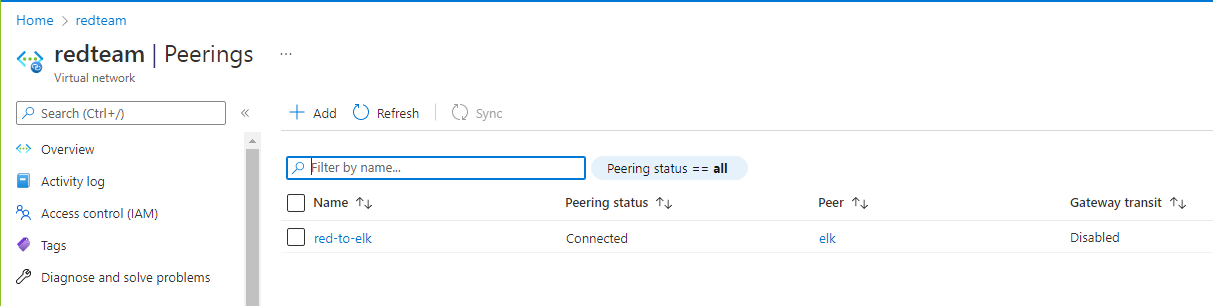 Home > redteam
redteam | Peerings ...
Virtual network
Search (Ctrl+/) «
+ Add Refresh Sync
Overview
Activity log
Access control (IAM)
Tags
Diagnose and solve problems
Filter by name... Peering status == all
Name ↑↓ Peering status ↑↓ Peer ↑↓ Gateway transit ↑↓
red-to-elk Connected elk Disabled